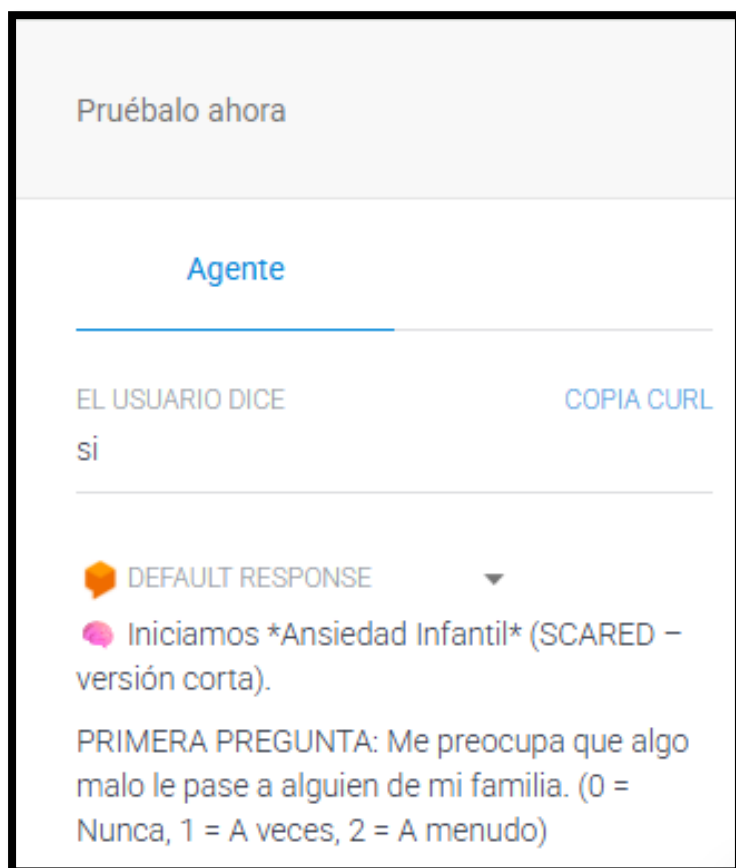 Pruébalo ahora
Agente
EL USUARIO DICE COPIA CURL
si
DEFAULT RESPONSE
🧠 Iniciamos *Ansiedad Infantil* (SCARED –
versión corta).
PRIMERA PREGUNTA: Me preocupa que algo
malo le pase a alguien de mi familia. (0 =
Nunca, 1 = A veces, 2 = A menudo)